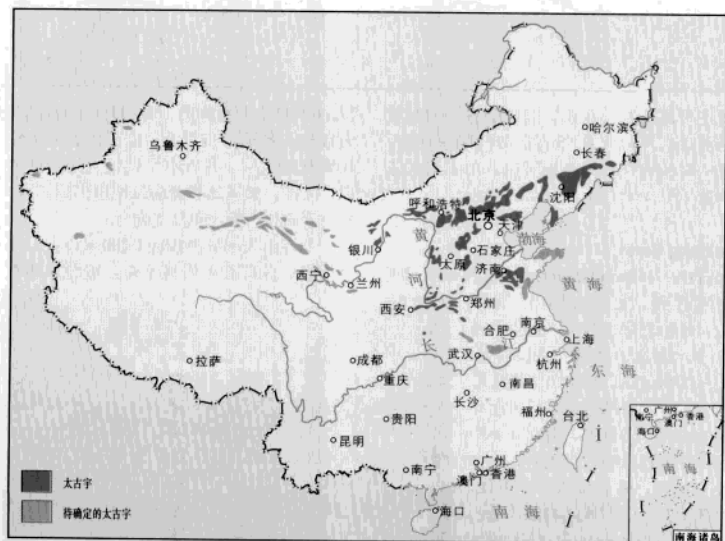 哈尔滨
长春
乌鲁木齐
沈阳
呼和浩特
北京
天津
渤海
银川
黄
石家庄
太原
济南
西宁
兰州
河
黄海
西安
郑州
合肥
南京
上海
长
江
武汉
杭州
拉萨
成都
重庆
南昌
东海
长沙
贵阳
福州
台北
昆明
南宁
广州
澳门
香港
海口
南海
太古宇
待确定的太古宇
广州
南宁
香港
澳门
海口
南海
南海诸岛